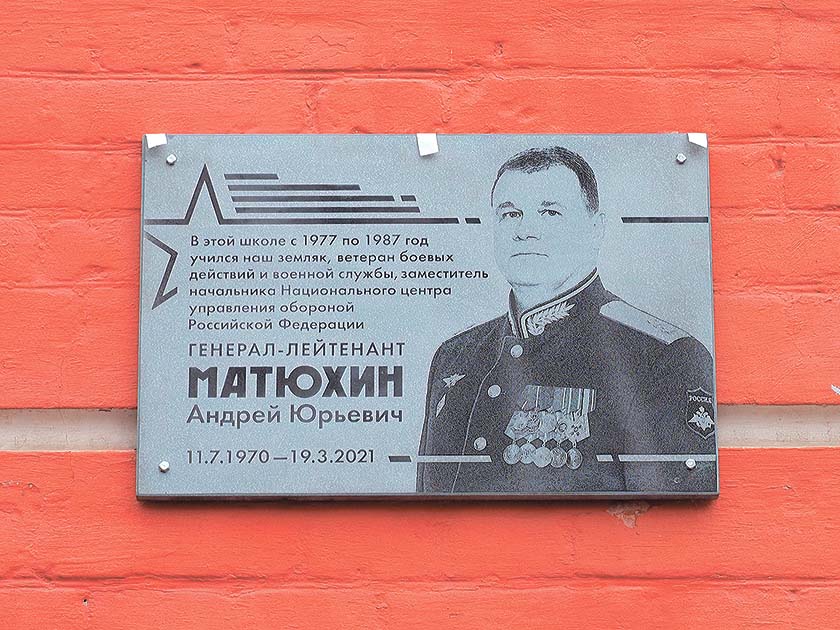 В этой школе с 1977 по 1987 год
учился наш земляк, ветеран боевых
действий и военной службы, заместитель
начальника Национального центра
управления обороной
Российской Федерации
ГЕНЕРАЛ-ЛЕЙТЕНАНТ
МАТЮХИН
Андрей Юрьевич
11.7.1970—19.3.2021
РОССИЯ